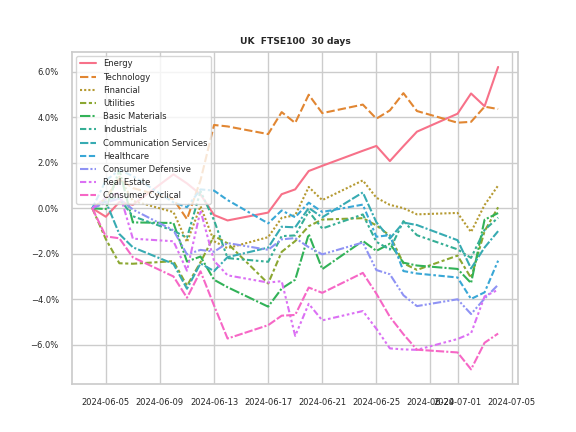 UK  FTSE100  30 days
6.0%
4.0%
2.0%
0.0%
−2.0%
−4.0%
−6.0%
Energy
Technology
Financial
Utilities
Basic Materials
Industrials
Communication Services
Healthcare
Consumer Defensive
Real Estate
Consumer Cyclical
2024-06-05 2024-06-09 2024-06-13 2024-06-17 2024-06-21 2024-06-25 2024-06-29 2024-07-01 2024-07-05